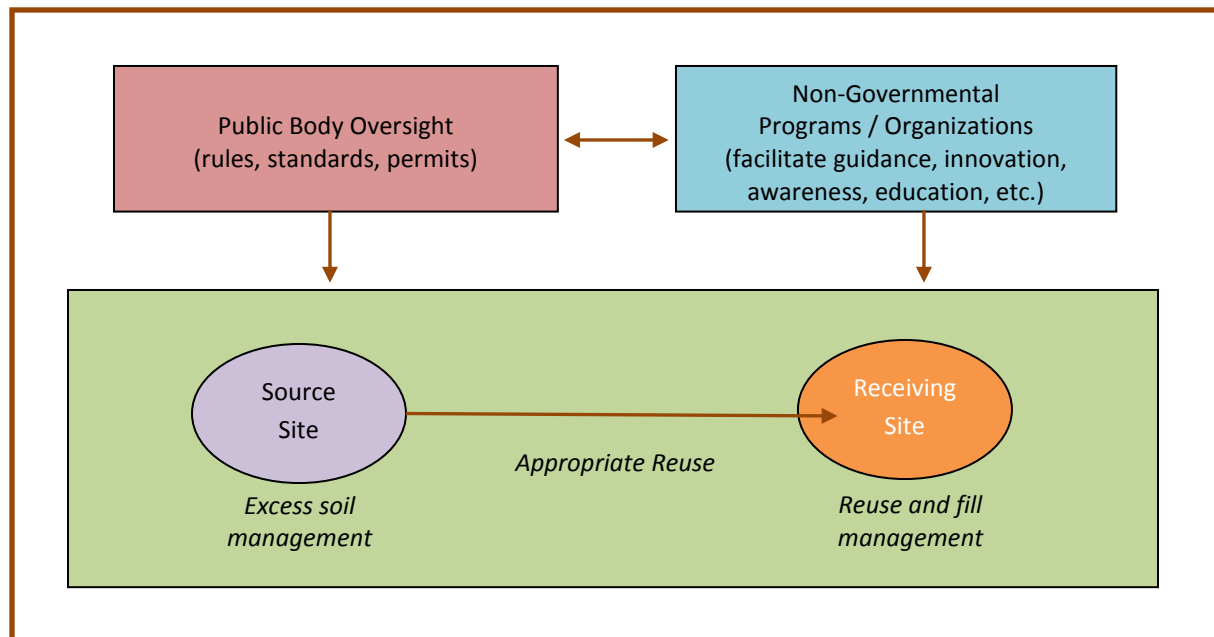 Public Body Oversight
(rules, standards, permits)
Non-Governmental
Programs / Organizations
(facilitate guidance, innovation,
awareness, education, etc.)
Source
Site
Receiving
Site
Appropriate Reuse
Excess soil
management
Reuse and fill
management